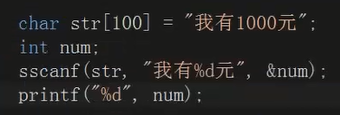 char str[100] = "我有1000元";
int num;
sscanf(str, "我有%d元", &num);
printf("%d", num);